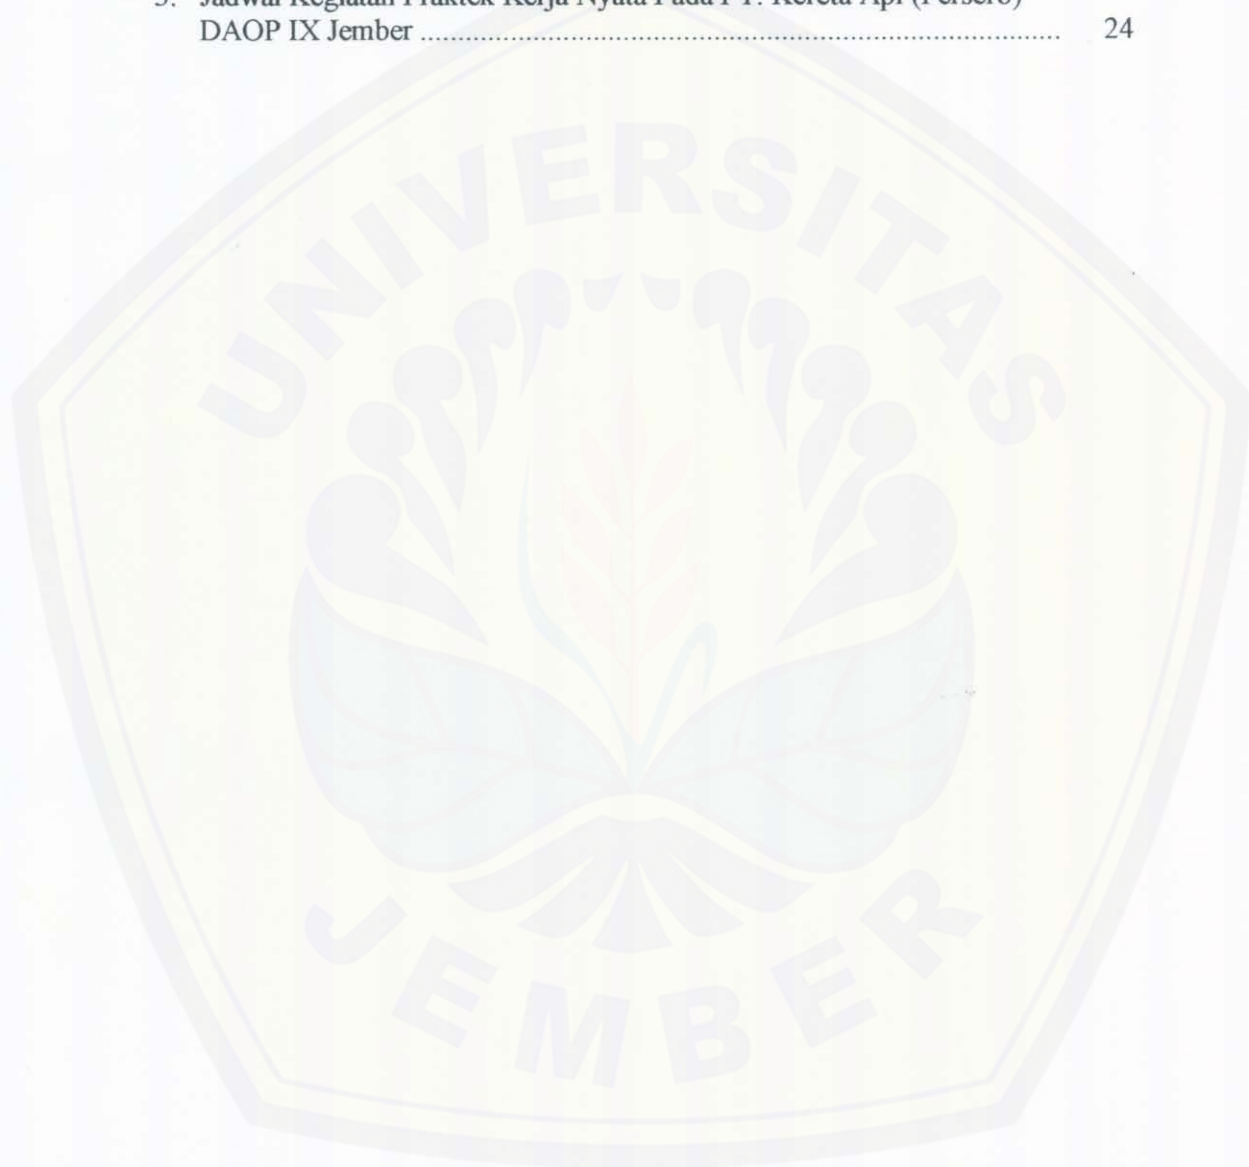 3. Jadwal Kegiatan Praktek Kerja Nyata Pada PT. Kereta Api (Persero)
DAOP IX Jember ........................................................................... 24
UNIVERSITAS
JEMBER